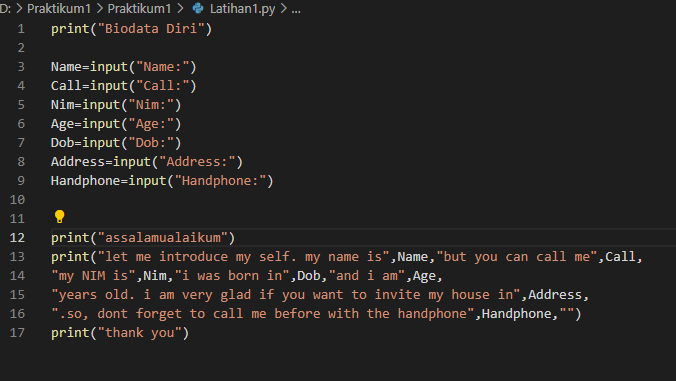 D: > Praktikum1 > Praktikum1 > Latihan1.py > ...
1 print("Biodata Diri")
2
3 Name=input("Name:")
4 Call=input("Call:")
5 Nim=input("Nim:")
6 Age=input("Age:")
7 Dob=input("Dob:")
8 Address=input("Address:")
9 Handphone=input("Handphone:")
10
11
12 print("assalamualaikum")
13 print("let me introduce my self. my name is",Name,"but you can call me",Call,
14 "my NIM is",Nim,"i was born in",Dob,"and i am",Age,
15 "years old. i am very glad if you want to invite my house in",Address,
16 ".so, dont forget to call me before with the handphone",Handphone,"")
17 print("thank you")